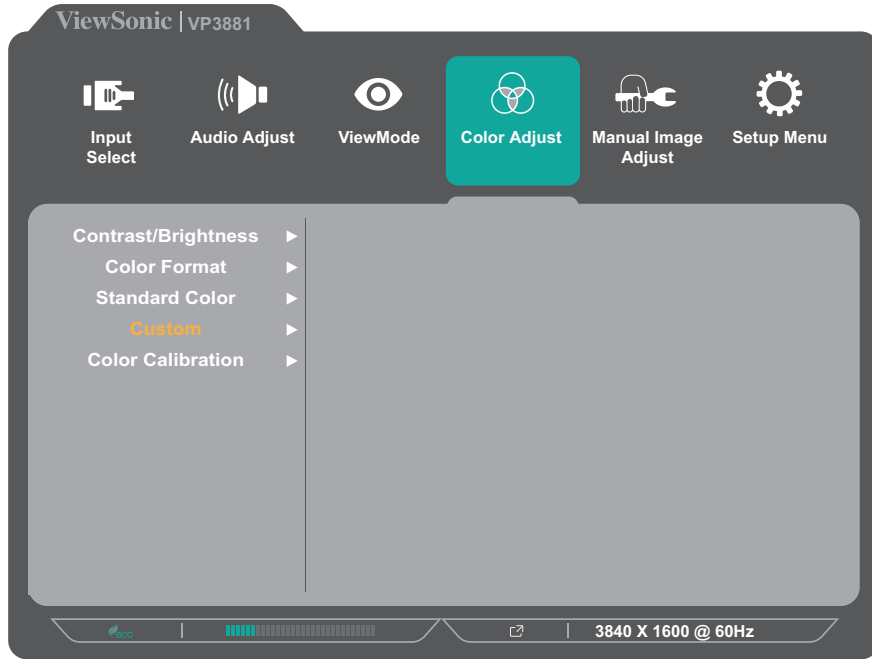 ViewSonic | VP3881
Input Select
Audio Adjust
ViewMode
Color Adjust
Manual Image Adjust
Setup Menu
Contrast/Brightness
Color Format
Standard Color
Custom
Color Calibration
eco
3840 X 1600 @ 60Hz